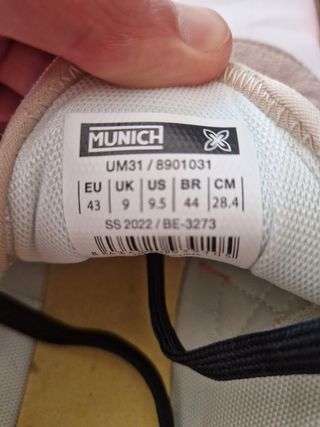 MUNICH
UM31 / 8901031
EU UK US BR CM
43 9 9.5 44 28.4
SS 2022 / BE-3273